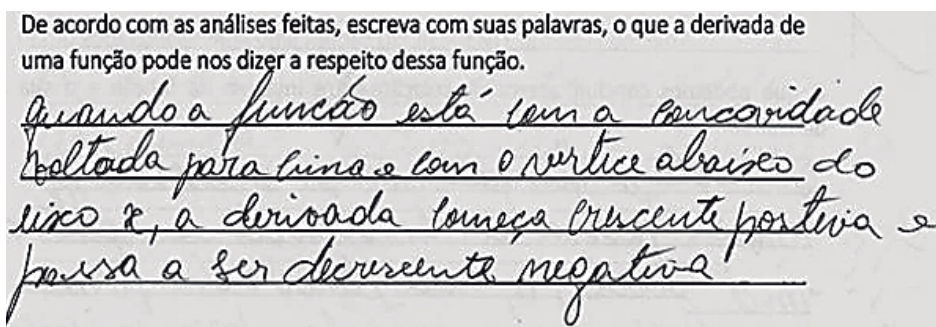 De acordo com as análises feitas, escreva com suas palavras, o que a derivada de
uma função pode nos dizer a respeito dessa função.
quando a função está com a concavidade
voltada para cima e com o vertice abaixo do
eixo x, a derivada começa crescente positiva e
passa a ser decrescente negativa